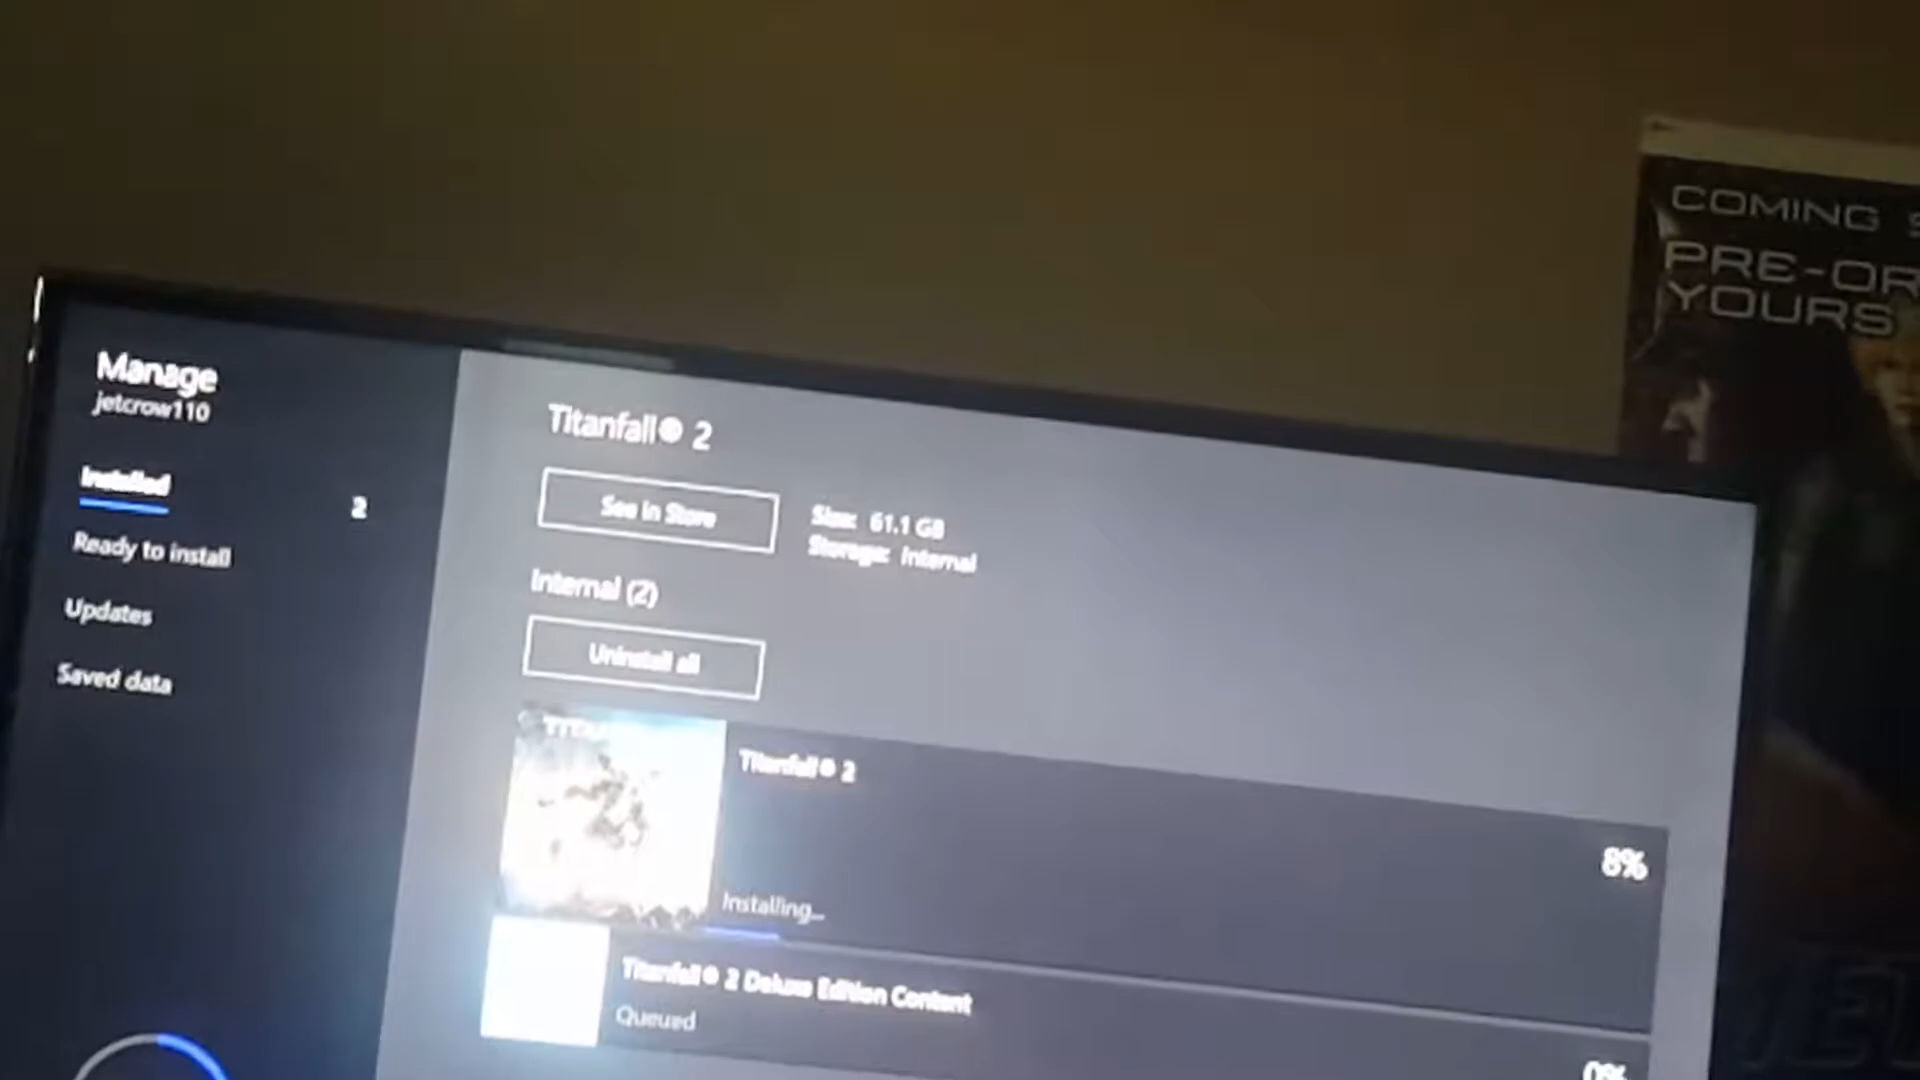 COMING
PRE-OR
YOURS
Manage
jetcrow110
Installed
2
Ready to install
Updates
Saved data
Titanfall® 2
See in Store
Size: 61.1 GB
Storage: Internal
Internal (2)
Uninstall all
Titanfall® 2
8%
Installing...
Titanfall® 2 Deluxe Edition Content
Queued
0%